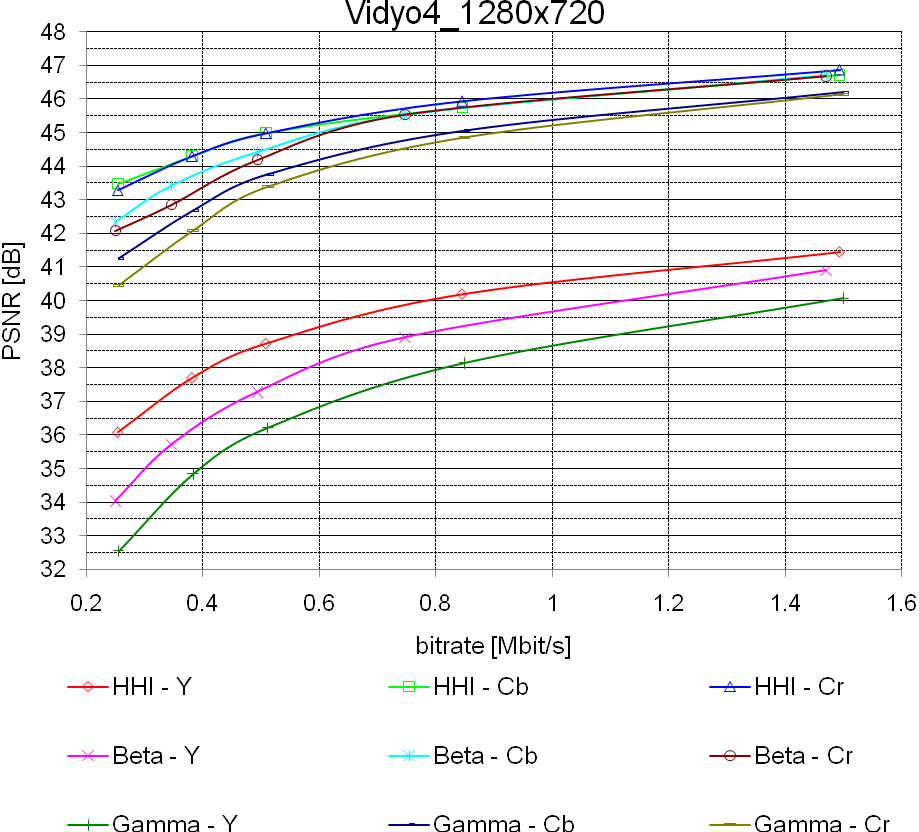 Vidyo4_1280x720
48
47
46
45
44
43
42
41
40
39
38
37
36
35
34
33
32
PSNR [dB]
0.2 0.4 0.6 0.8 1 1.2 1.4 1.6
bitrate [Mbit/s]
HHI - Y HHI - Cb HHI - Cr
Beta - Y Beta - Cb Beta - Cr
Gamma - Y Gamma - Cb Gamma - Cr